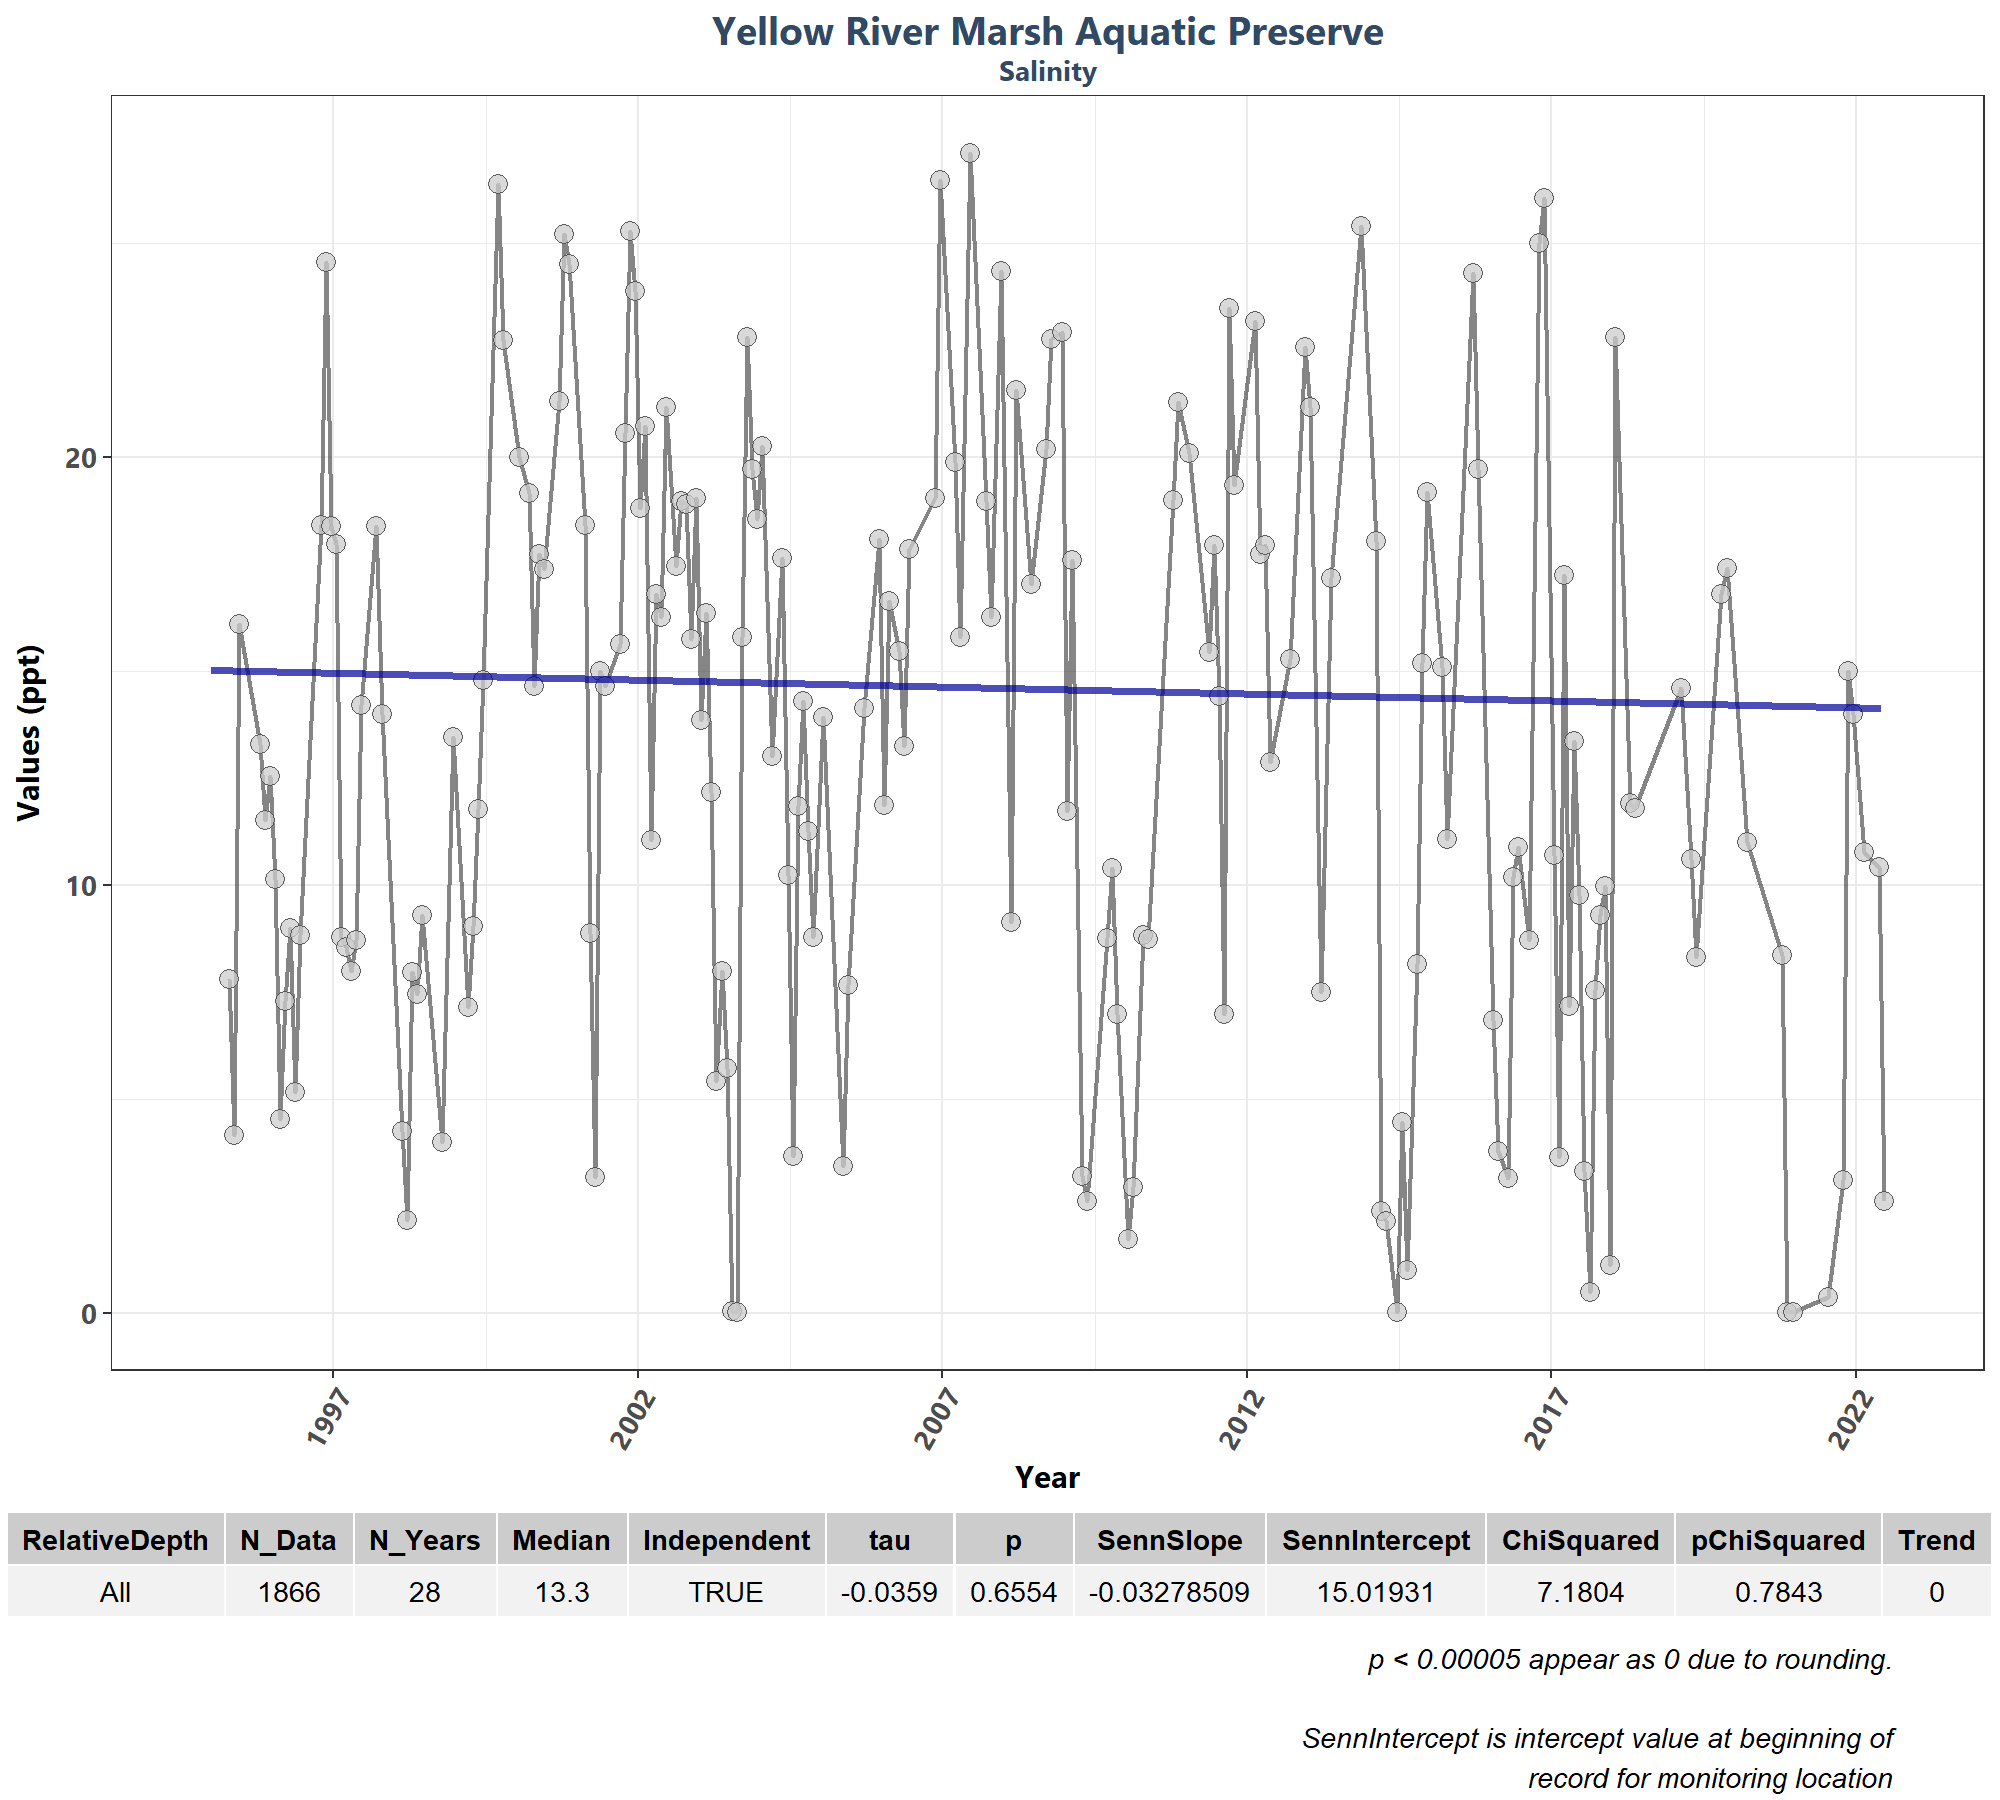 Yellow River Marsh Aquatic Preserve
Salinity
Values (ppt)
20
10
0
1997 2002 2007 2012 2017 2022
Year
RelativeDepth N_Data N_Years Median Independent tau p SennSlope SennIntercept ChiSquared pChiSquared Trend
All 1866 28 13.3 TRUE -0.0359 0.6554 -0.03278509 15.01931 7.1804 0.7843 0
p < 0.00005 appear as 0 due to rounding.
SennIntercept is intercept value at beginning of
record for monitoring location